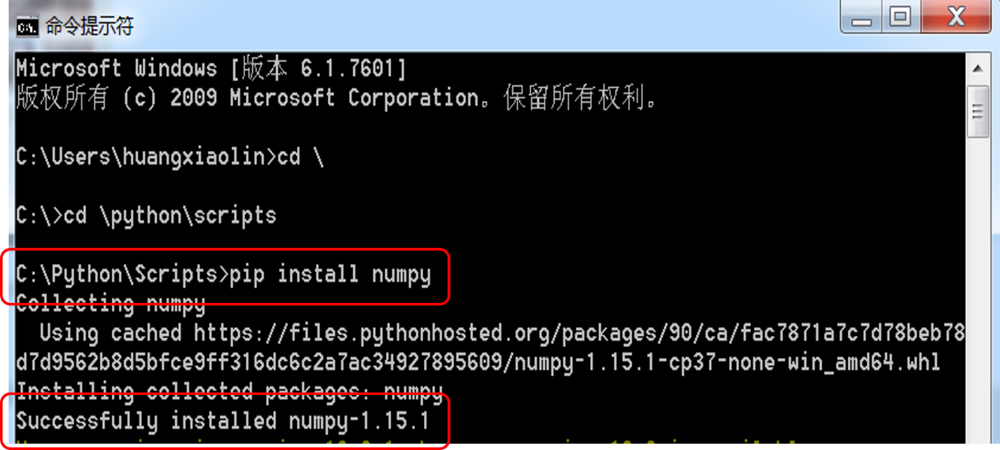 命令提示符
Microsoft Windows [版本 6.1.7601]
版权所有 (c) 2009 Microsoft Corporation。保留所有权利。
C:\Users\huangxiaolin>cd \
C:\>cd \python\scripts
C:\Python\Scripts>pip install numpy
Collecting numpy
Using cached https://files.pythonhosted.org/packages/90/ca/fac7871a7c7d78beb78
d7d9562b8d5bfce9ff316dc6c2a7ac34927895609/numpy-1.15.1-cp37-none-win_amd64.whl
Installing collected packages: numpy
Successfully installed numpy-1.15.1